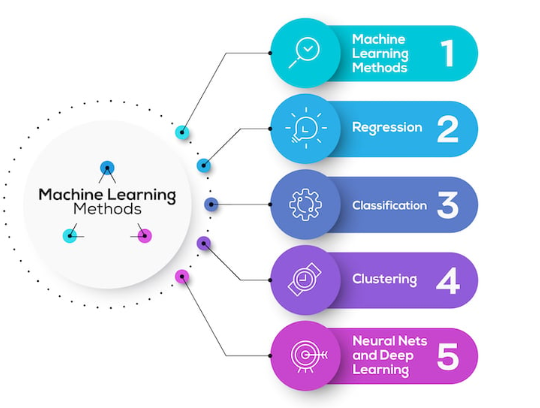 Machine Learning
Methods
Machine
Learning
Methods
1
Regression
2
Classification
3
Clustering
4
Neural Nets
and Deep
Learning
5